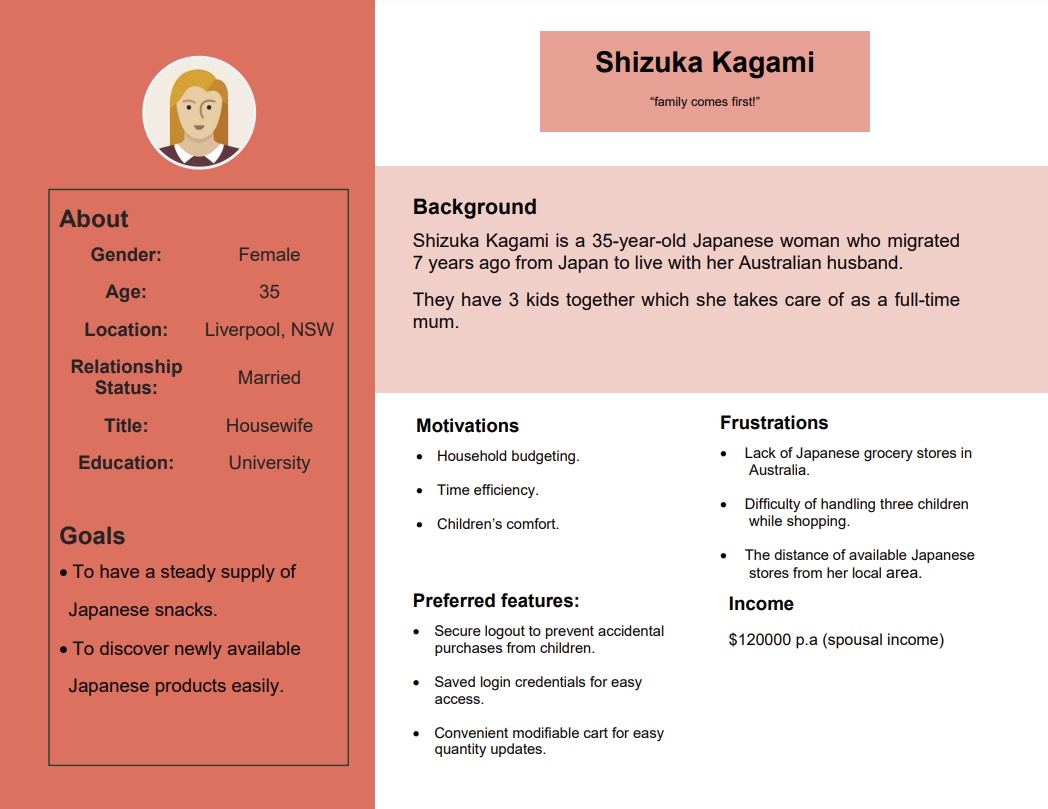 Shizuka Kagami
“family comes first!”
About
Gender: Female
Age: 35
Location: Liverpool, NSW
Relationship
Status: Married
Title: Housewife
Education: University
Goals
• To have a steady supply of
Japanese snacks.
• To discover newly available
Japanese products easily.
Background
Shizuka Kagami is a 35-year-old Japanese woman who migrated
7 years ago from Japan to live with her Australian husband.
They have 3 kids together which she takes care of as a full-time
mum.
Motivations
• Household budgeting.
• Time efficiency.
• Children’s comfort.
Frustrations
• Lack of Japanese grocery stores in
Australia.
• Difficulty of handling three children
while shopping.
• The distance of available Japanese
stores from her local area.
Preferred features:
• Secure logout to prevent accidental
purchases from children.
• Saved login credentials for easy
access.
• Convenient modifiable cart for easy
quantity updates.
Income
$120000 p.a (spousal income)